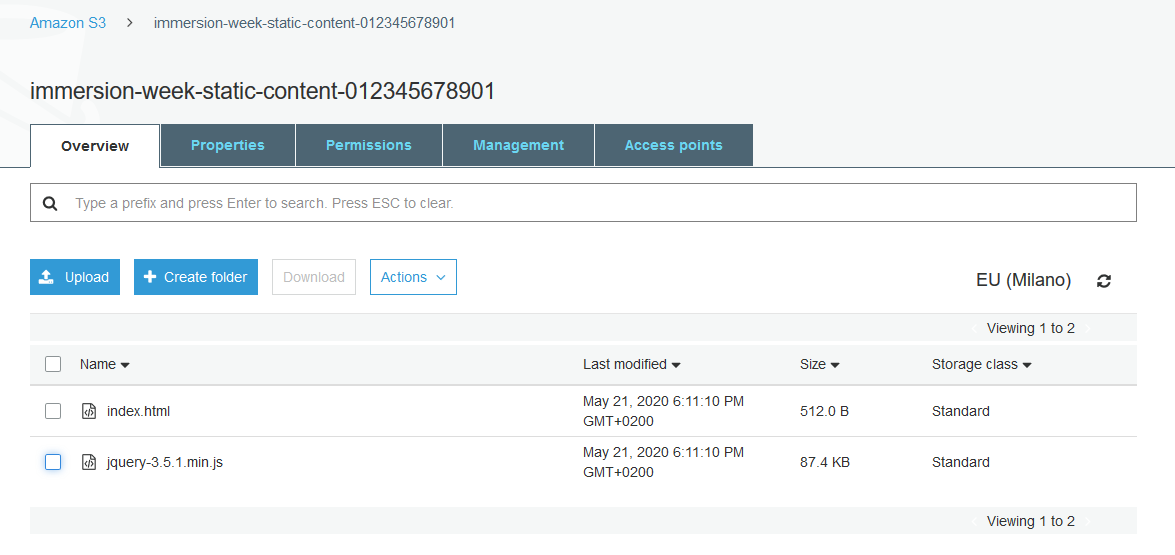 Amazon S3 > immersion-week-static-content-012345678901
immersion-week-static-content-012345678901
Overview Properties Permissions Management Access points
Type a prefix and press Enter to search. Press ESC to clear.
Upload Create folder Download Actions EU (Milano)
Viewing 1 to 2
Name Last modified Size Storage class
index.html May 21, 2020 6:11:10 PM 512.0 B Standard
GMT+0200
jquery-3.5.1.min.js May 21, 2020 6:11:10 PM 87.4 KB Standard
GMT+0200
Viewing 1 to 2